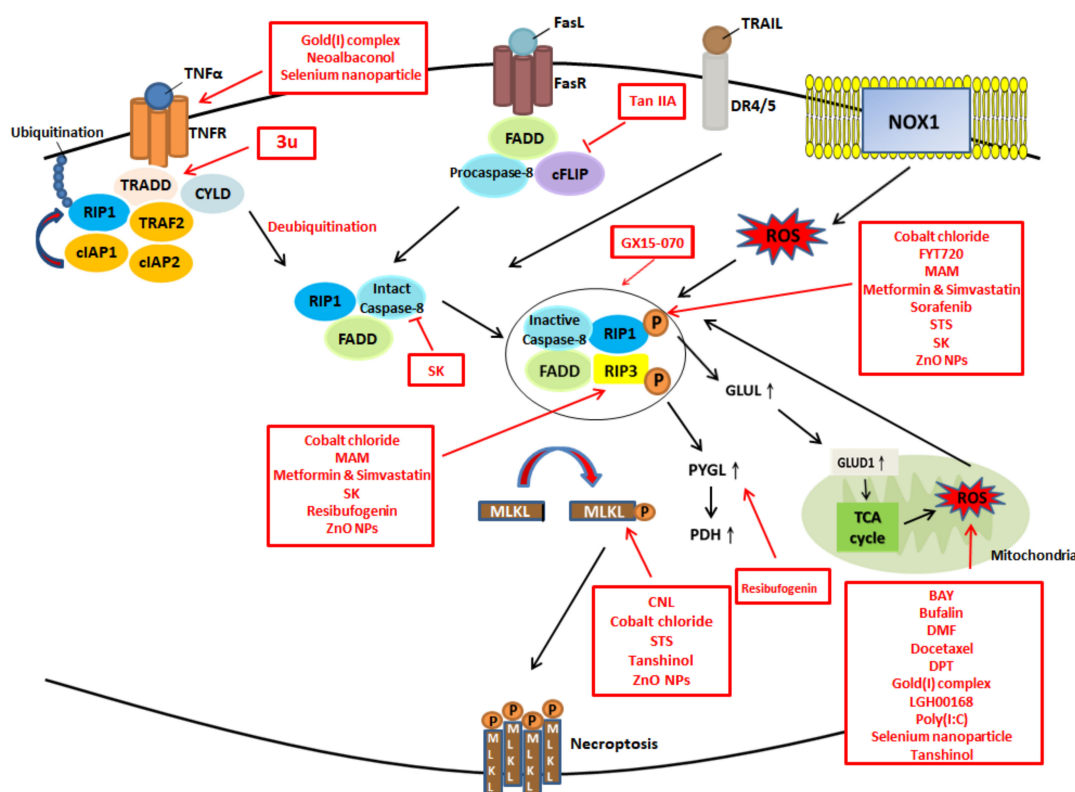 Gold(I) complex
Neoalbaconol
Selenium nanoparticle
TNFα
TNFR
Ubiquitination
3u
TRADD
CYLD
RIP1
TRAF2
cIAP1
cIAP2
Deubiquitination
FasL
FasR
FADD
Procaspase-8
cFLIP
Tan IIA
TRAIL
DR4/5
NOX1
ROS
GX15-070
Cobalt chloride
FYT720
MAM
Metformin & Simvastatin
Sorafenib
STS
SK
ZnO NPs
RIP1
Intact
Caspase-8
FADD
SK
Inactive
Caspase-8
RIP1
P
FADD
RIP3
P
GLUL ↑
Cobalt chloride
MAM
Metformin & Simvastatin
SK
Resibufogenin
ZnO NPs
MLKL
MLKL
P
PYGL ↑
PDH ↑
GLUD1 ↑
TCA
cycle
ROS
Mitochondria
Resibufogenin
CNL
Cobalt chloride
STS
Tanshinol
ZnO NPs
BAY
Bufalin
DMF
Docetaxel
DPT
Gold(I) complex
LGH00168
Poly(I:C)
Selenium nanoparticle
Tanshinol
P
P
P
P
MLKL
MLKL
MLKL
MLKL
Necroptosis